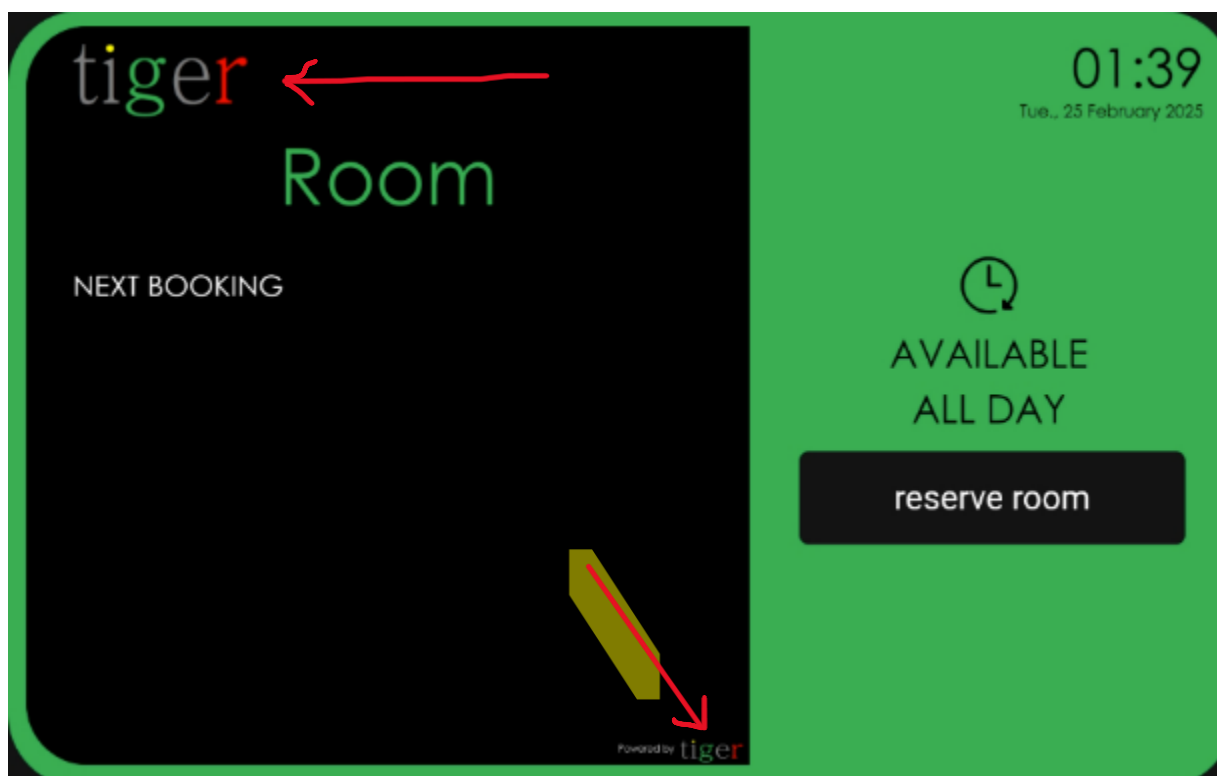 tiger
Room
NEXT BOOKING
Powered by tiger
01:39
Tue., 25 February 2025
AVAILABLE
ALL DAY
reserve room